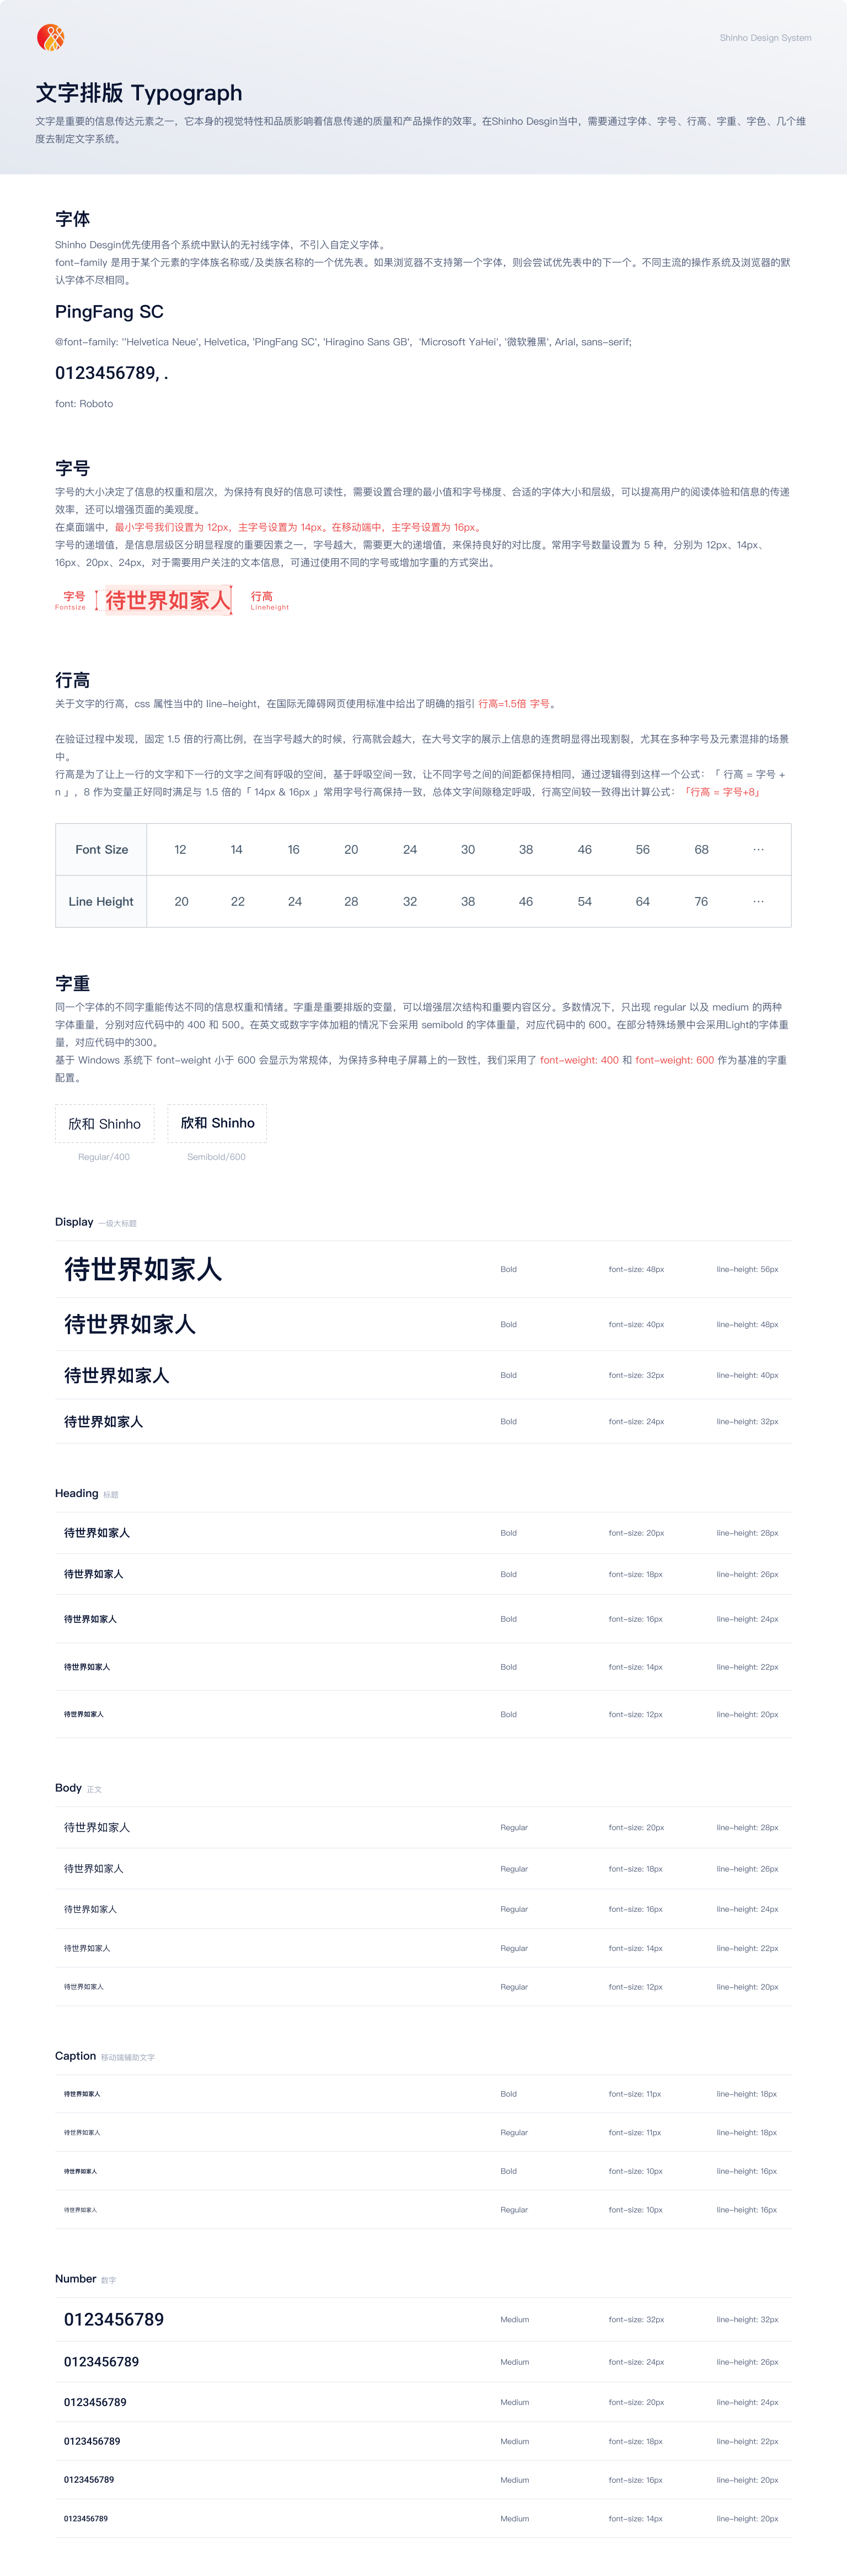 Shinho Design System
文字排版 Typograph
文字是重要的信息传达元素之一，它本身的视觉特性和品质影响着信息传递的质量和产品操作的效率。在Shinho Desgin当中，需要通过字体、字号、行高、字重、字色、几个维
度去制定文字系统。
字体
Shinho Desgin优先使用各个系统中默认的无衬线字体，不引入自定义字体。
font-family 是用于某个元素的字体族名称或/及类族名称的一个优先表。如果浏览器不支持第一个字体，则会尝试优先表中的下一个。不同主流的操作系统及浏览器的默
认字体不尽相同。
PingFang SC
@font-family: ''Helvetica Neue', Helvetica, 'PingFang SC', 'Hiragino Sans GB', 'Microsoft YaHei', '微软雅黑', Arial, sans-serif;
0123456789, .
font: Roboto
字号
字号的大小决定了信息的权重和层次，为保持有良好的信息可读性，需要设置合理的最小值和字号梯度、合适的字体大小和层级，可以提高用户的阅读体验和信息的传递
效率，还可以增强页面的美观度。
在桌面端中，最小字号我们设置为 12px，主字号设置为 14px。在移动端中，主字号设置为 16px。
字号的递增值，是信息层级区分明显程度的重要因素之一，字号越大，需要更大的递增值，来保持良好的对比度。常用字号数量设置为 5 种，分别为 12px、14px、
16px、20px、24px，对于需要用户关注的文本信息，可通过使用不同的字号或增加字重的方式突出。
字号 待世界如家人 行高
Fontsize Lineheight
行高
关于文字的行高，css 属性当中的 line-height，在国际无障碍网页使用标准中给出了明确的指引 行高=1.5倍 字号。
在验证过程中发现，固定 1.5 倍的行高比例，在当字号越大的时候，行高就会越大，在大号文字的展示上信息的连贯明显得出现割裂，尤其在多种字号及元素混排的场景
中。
行高是为了让上一行的文字和下一行的文字之间有呼吸的空间，基于呼吸空间一致，让不同字号之间的间距都保持相同，通过逻辑得到这样一个公式：「 行高 = 字号 +
n 」，8 作为变量正好同时满足与 1.5 倍的「 14px & 16px 」常用字号行高保持一致，总体文字间隙稳定呼吸，行高空间较一致得出计算公式：「行高 = 字号+8」
Font Size 12 14 16 20 24 30 38 46 56 68 ···
Line Height 20 22 24 28 32 38 46 54 64 76 ···
字重
同一个字体的不同字重能传达不同的信息权重和情绪。字重是重要排版的变量，可以增强层次结构和重要内容区分。多数情况下，只出现 regular 以及 medium 的两种
字体重量，分别对应代码中的 400 和 500。在英文或数字字体加粗的情况下会采用 semibold 的字体重量，对应代码中的 600。在部分特殊场景中会采用Light的字体重
量，对应代码中的300。
基于 Windows 系统下 font-weight 小于 600 会显示为常规体，为保持多种电子屏幕上的一致性，我们采用了 font-weight: 400 和 font-weight: 600 作为基准的字重
配置。
欣和 Shinho 欣和 Shinho
Regular/400 Semibold/600
Display 一级大标题
待世界如家人 Bold font-size: 48px line-height: 56px
待世界如家人 Bold font-size: 40px line-height: 48px
待世界如家人 Bold font-size: 32px line-height: 40px
待世界如家人 Bold font-size: 24px line-height: 32px
Heading 标题
待世界如家人 Bold font-size: 20px line-height: 28px
待世界如家人 Bold font-size: 18px line-height: 26px
待世界如家人 Bold font-size: 16px line-height: 24px
待世界如家人 Bold font-size: 14px line-height: 22px
待世界如家人 Bold font-size: 12px line-height: 20px
Body 正文
待世界如家人 Regular font-size: 20px line-height: 28px
待世界如家人 Regular font-size: 18px line-height: 26px
待世界如家人 Regular font-size: 16px line-height: 24px
待世界如家人 Regular font-size: 14px line-height: 22px
待世界如家人 Regular font-size: 12px line-height: 20px
Caption 移动端辅助文字
待世界如家人 Bold font-size: 11px line-height: 18px
待世界如家人 Regular font-size: 11px line-height: 18px
待世界如家人 Bold font-size: 10px line-height: 16px
待世界如家人 Regular font-size: 10px line-height: 16px
Number 数字
0123456789 Medium font-size: 32px line-height: 32px
0123456789 Medium font-size: 24px line-height: 26px
0123456789 Medium font-size: 20px line-height: 24px
0123456789 Medium font-size: 18px line-height: 22px
0123456789 Medium font-size: 16px line-height: 20px
0123456789 Medium font-size: 14px line-height: 20px